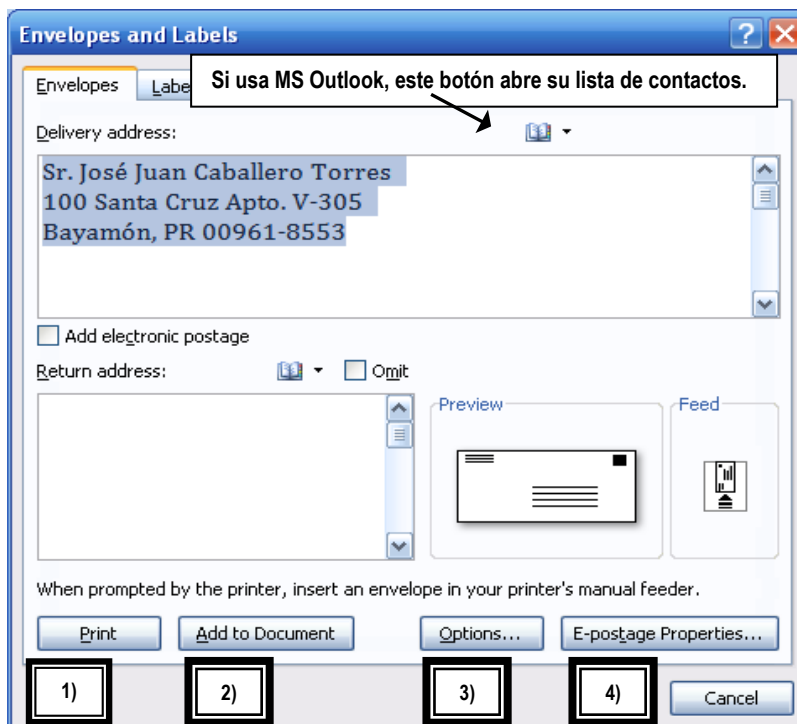 Envelopes and Labels
Si usa MS Outlook, este botón abre su lista de contactos.
Envelopes
Labe
Delivery address:
Sr. José Juan Caballero Torres
100 Santa Cruz Apto. V-305
Bayamón, PR 00961-8553
Add electronic postage
Return address:
Omit
Preview
Feed
When prompted by the printer, insert an envelope in your printer's manual feeder.
Print
Add to Document
Options...
E-postage Properties...
1)
2)
3)
4)
Cancel